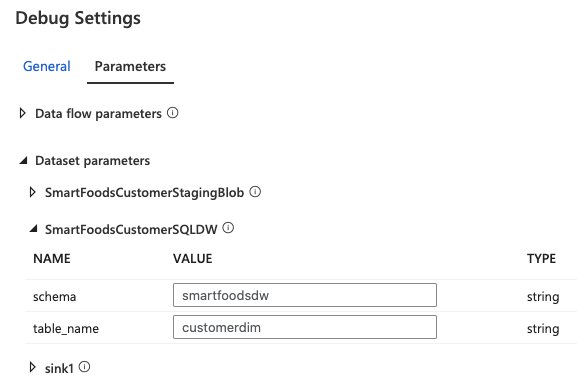 Debug Settings
General Parameters
Data flow parameters
Dataset parameters
SmartFoodsCustomerStagingBlob
SmartFoodsCustomerSQLDW
NAME VALUE TYPE
schema smartfoodsdw string
table_name customerdim string
sink1